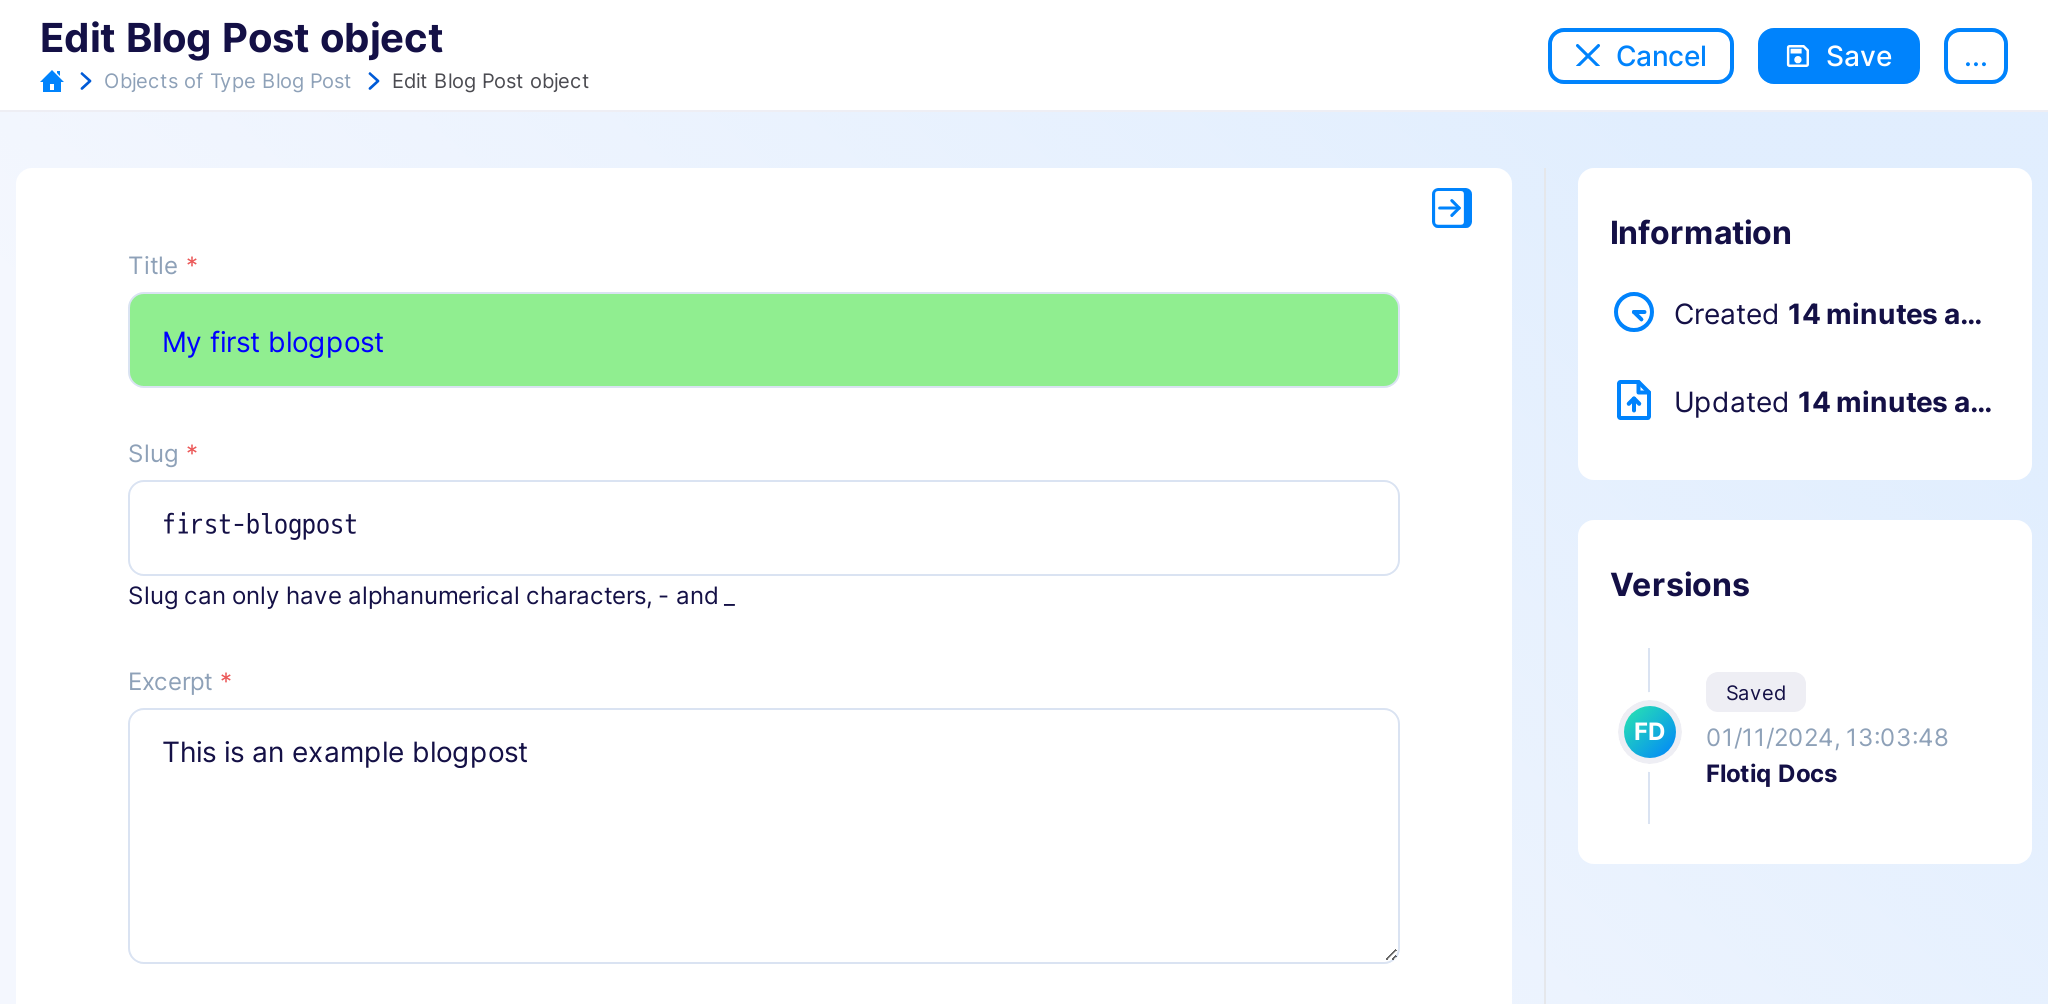 Edit Blog Post object
Objects of Type Blog Post Edit Blog Post object
Cancel
Save
...
Title *
My first blogpost
Slug *
first-blogpost
Slug can only have alphanumerical characters, - and _
Excerpt *
This is an example blogpost
Information
Created 14 minutes a...
Updated 14 minutes a...
Versions
Saved
FD
01/11/2024, 13:03:48
Flotiq Docs